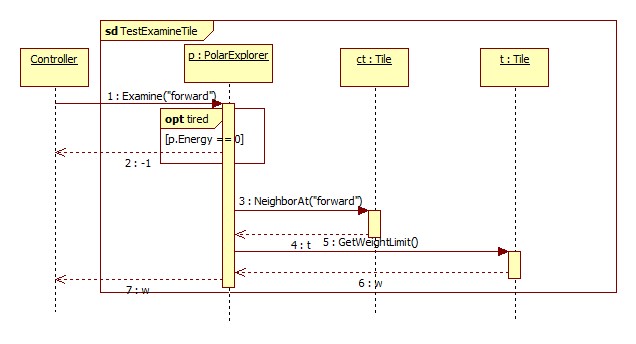 sd TestExamineTile
Controller
p : PolarExplorer
ct : Tile
t : Tile
1 : Examine("forward")
opt tired
[p.Energy == 0]
2 : -1
3 : NeighborAt("forward")
4 : t
5 : GetWeightLimit()
6 : w
7 : w